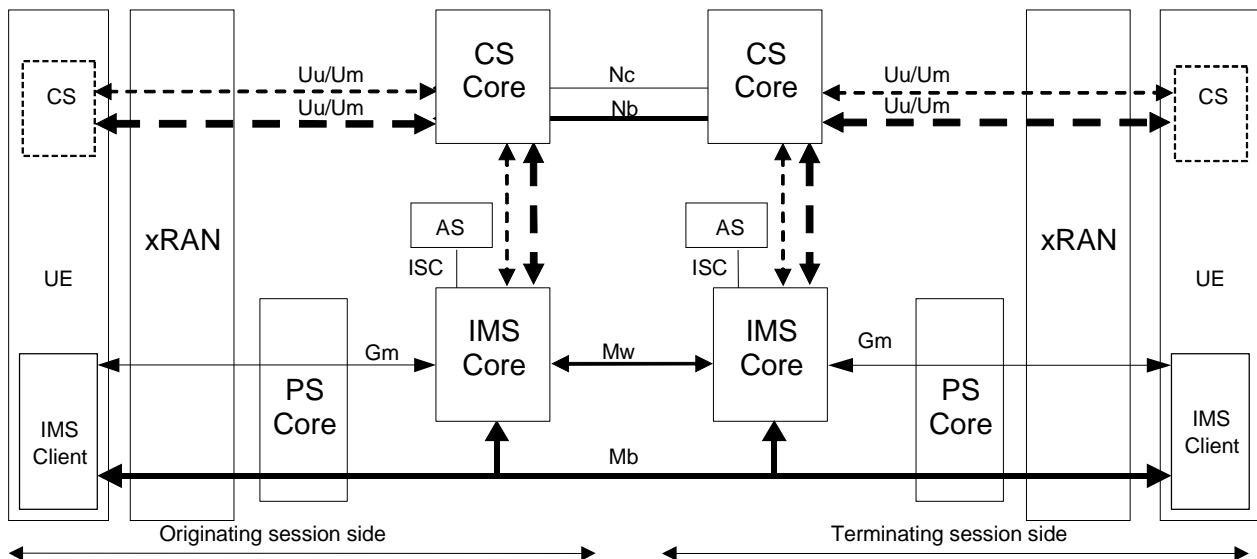 CS
Core
CS
Core
CS
Uu/Um
Nc
Uu/Um
CS
Uu/Um
Nb
Uu/Um
xRAN
AS
AS
xRAN
UE
ISC
ISC
UE
IMS
Core
IMS
Core
Gm
Mw
Gm
PS
Core
PS
Core
IMS
Client
IMS
Client
Mb
Originating session side
Terminating session side